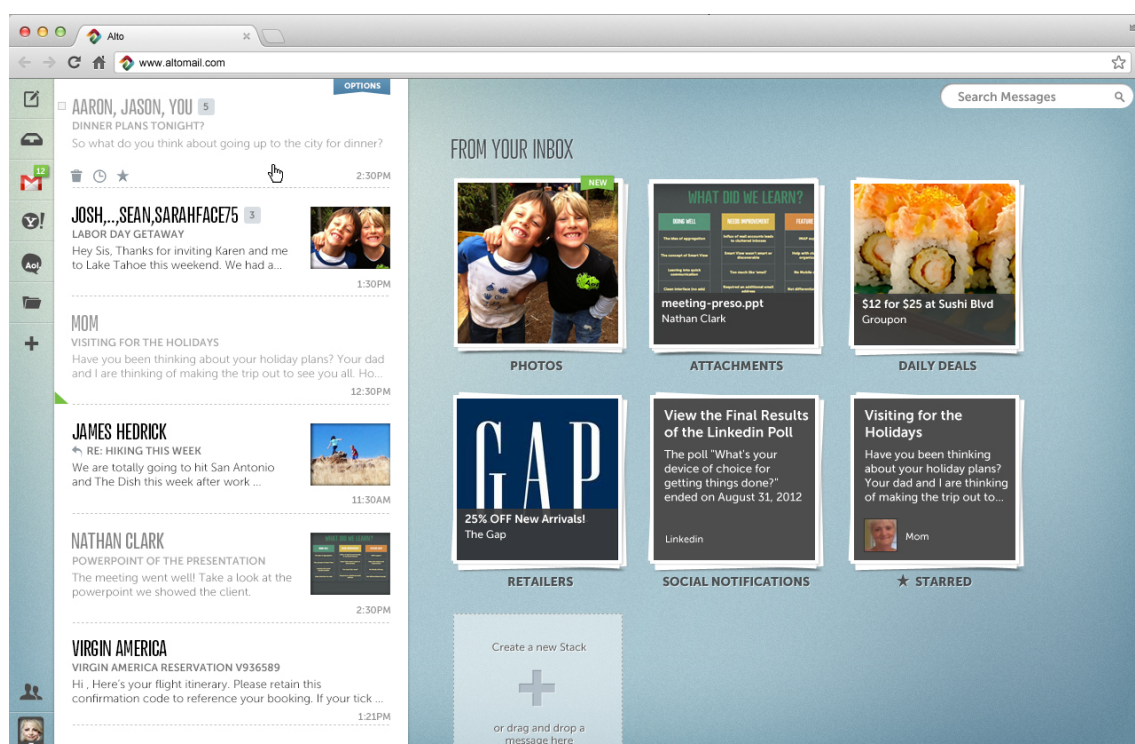 Alto
www.altomail.com
OPTIONS
Search Messages
12
Aol.
AARON, JASON, YOU 5
DINNER PLANS TONIGHT?
So what do you think about going up to the city for dinner?
2:30PM
JOSH,..,SEAN,SARAHFACE75 3
LABOR DAY GETAWAY
Hey Sis, Thanks for inviting Karen and me
to Lake Tahoe this weekend. We had a...
1:30PM
MOM
VISITING FOR THE HOLIDAYS
Have you been thinking about your holiday plans? Your dad
and I are thinking of making the trip out to see you all. Ho...
12:30PM
JAMES HEDRICK
RE: HIKING THIS WEEK
We are totally going to hit San Antonio
and The Dish this week after work ...
11:30AM
NATHAN CLARK
POWERPOINT OF THE PRESENTATION
The meeting went well! Take a look at the
powerpoint we showed the client.
2:30PM
VIRGIN AMERICA
VIRGIN AMERICA RESERVATION V936589
Hi , Here's your flight itinerary. Please retain this
confirmation code to reference your booking. If your tick ...
1:21PM
FROM YOUR INBOX
NEW
PHOTOS
WHAT DID WE LEARN?
DOING WELL NEEDS IMPROVEMENT FEATURE
meeting-preso.ppt
Nathan Clark
ATTACHMENTS
$12 for $25 at Sushi Blvd
Groupon
DAILY DEALS
GAP
25% OFF New Arrivals!
The Gap
RETAILERS
View the Final Results
of the Linkedin Poll
The poll "What's your
device of choice for
getting things done?"
ended on August 31, 2012
Linkedin
SOCIAL NOTIFICATIONS
Visiting for the
Holidays
Have you been thinking
about your holiday plans?
Your dad and I are thinking
of making the trip out to...
Mom
★ STARRED
Create a new Stack
or drag and drop a
message here